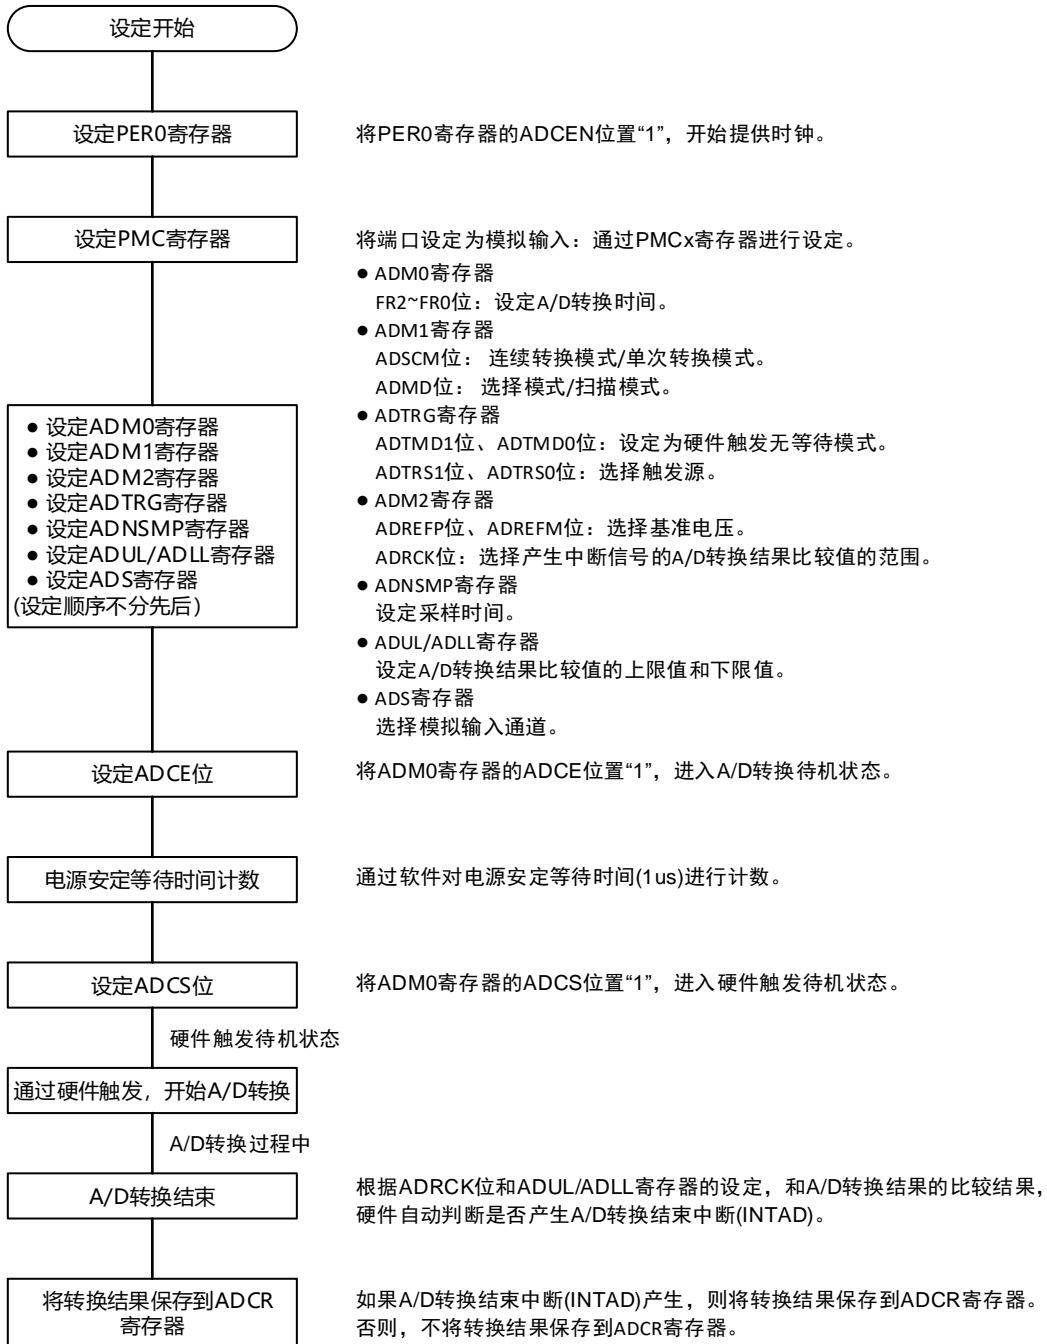 设定开始
设定PER0寄存器
将PER0寄存器的ADCEN位置“1”，开始提供时钟。
设定PMC寄存器
将端口设定为模拟输入：通过PMCx寄存器进行设定。
● ADM0寄存器
FR2~FR0位：设定A/D转换时间。
● ADM1寄存器
ADSCM位： 连续转换模式/单次转换模式。
ADMD位： 选择模式/扫描模式。
● ADTRG寄存器
ADTMD1位、ADTMD0位：设定为硬件触发无等待模式。
ADTRS1位、ADTRS0位：选择触发源。
● ADM2寄存器
ADREFP位、ADREFM位：选择基准电压。
ADRCK位：选择产生中断信号的A/D转换结果比较值的范围。
● ADNSMP寄存器
设定采样时间。
● ADUL/ADLL寄存器
设定A/D转换结果比较值的上限值和下限值。
● ADS寄存器
选择模拟输入通道。
● 设定ADM0寄存器
● 设定ADM1寄存器
● 设定ADM2寄存器
● 设定ADTRG寄存器
● 设定ADNSMP寄存器
● 设定ADUL/ADLL寄存器
● 设定ADS寄存器
(设定顺序不分先后)
设定ADCE位
将ADM0寄存器的ADCE位置“1”，进入A/D转换待机状态。
电源安定等待时间计数
通过软件对电源安定等待时间(1us)进行计数。
设定ADCS位
将ADM0寄存器的ADCS位置“1”，进入硬件触发待机状态。
硬件触发待机状态
通过硬件触发，开始A/D转换
A/D转换过程中
A/D转换结束
根据ADRCK位和ADUL/ADLL寄存器的设定，和A/D转换结果的比较结果，
硬件自动判断是否产生A/D转换结束中断(INTAD)。
将转换结果保存到ADCR
寄存器
如果A/D转换结束中断(INTAD)产生，则将转换结果保存到ADCR寄存器。
否则，不将转换结果保存到ADCR寄存器。